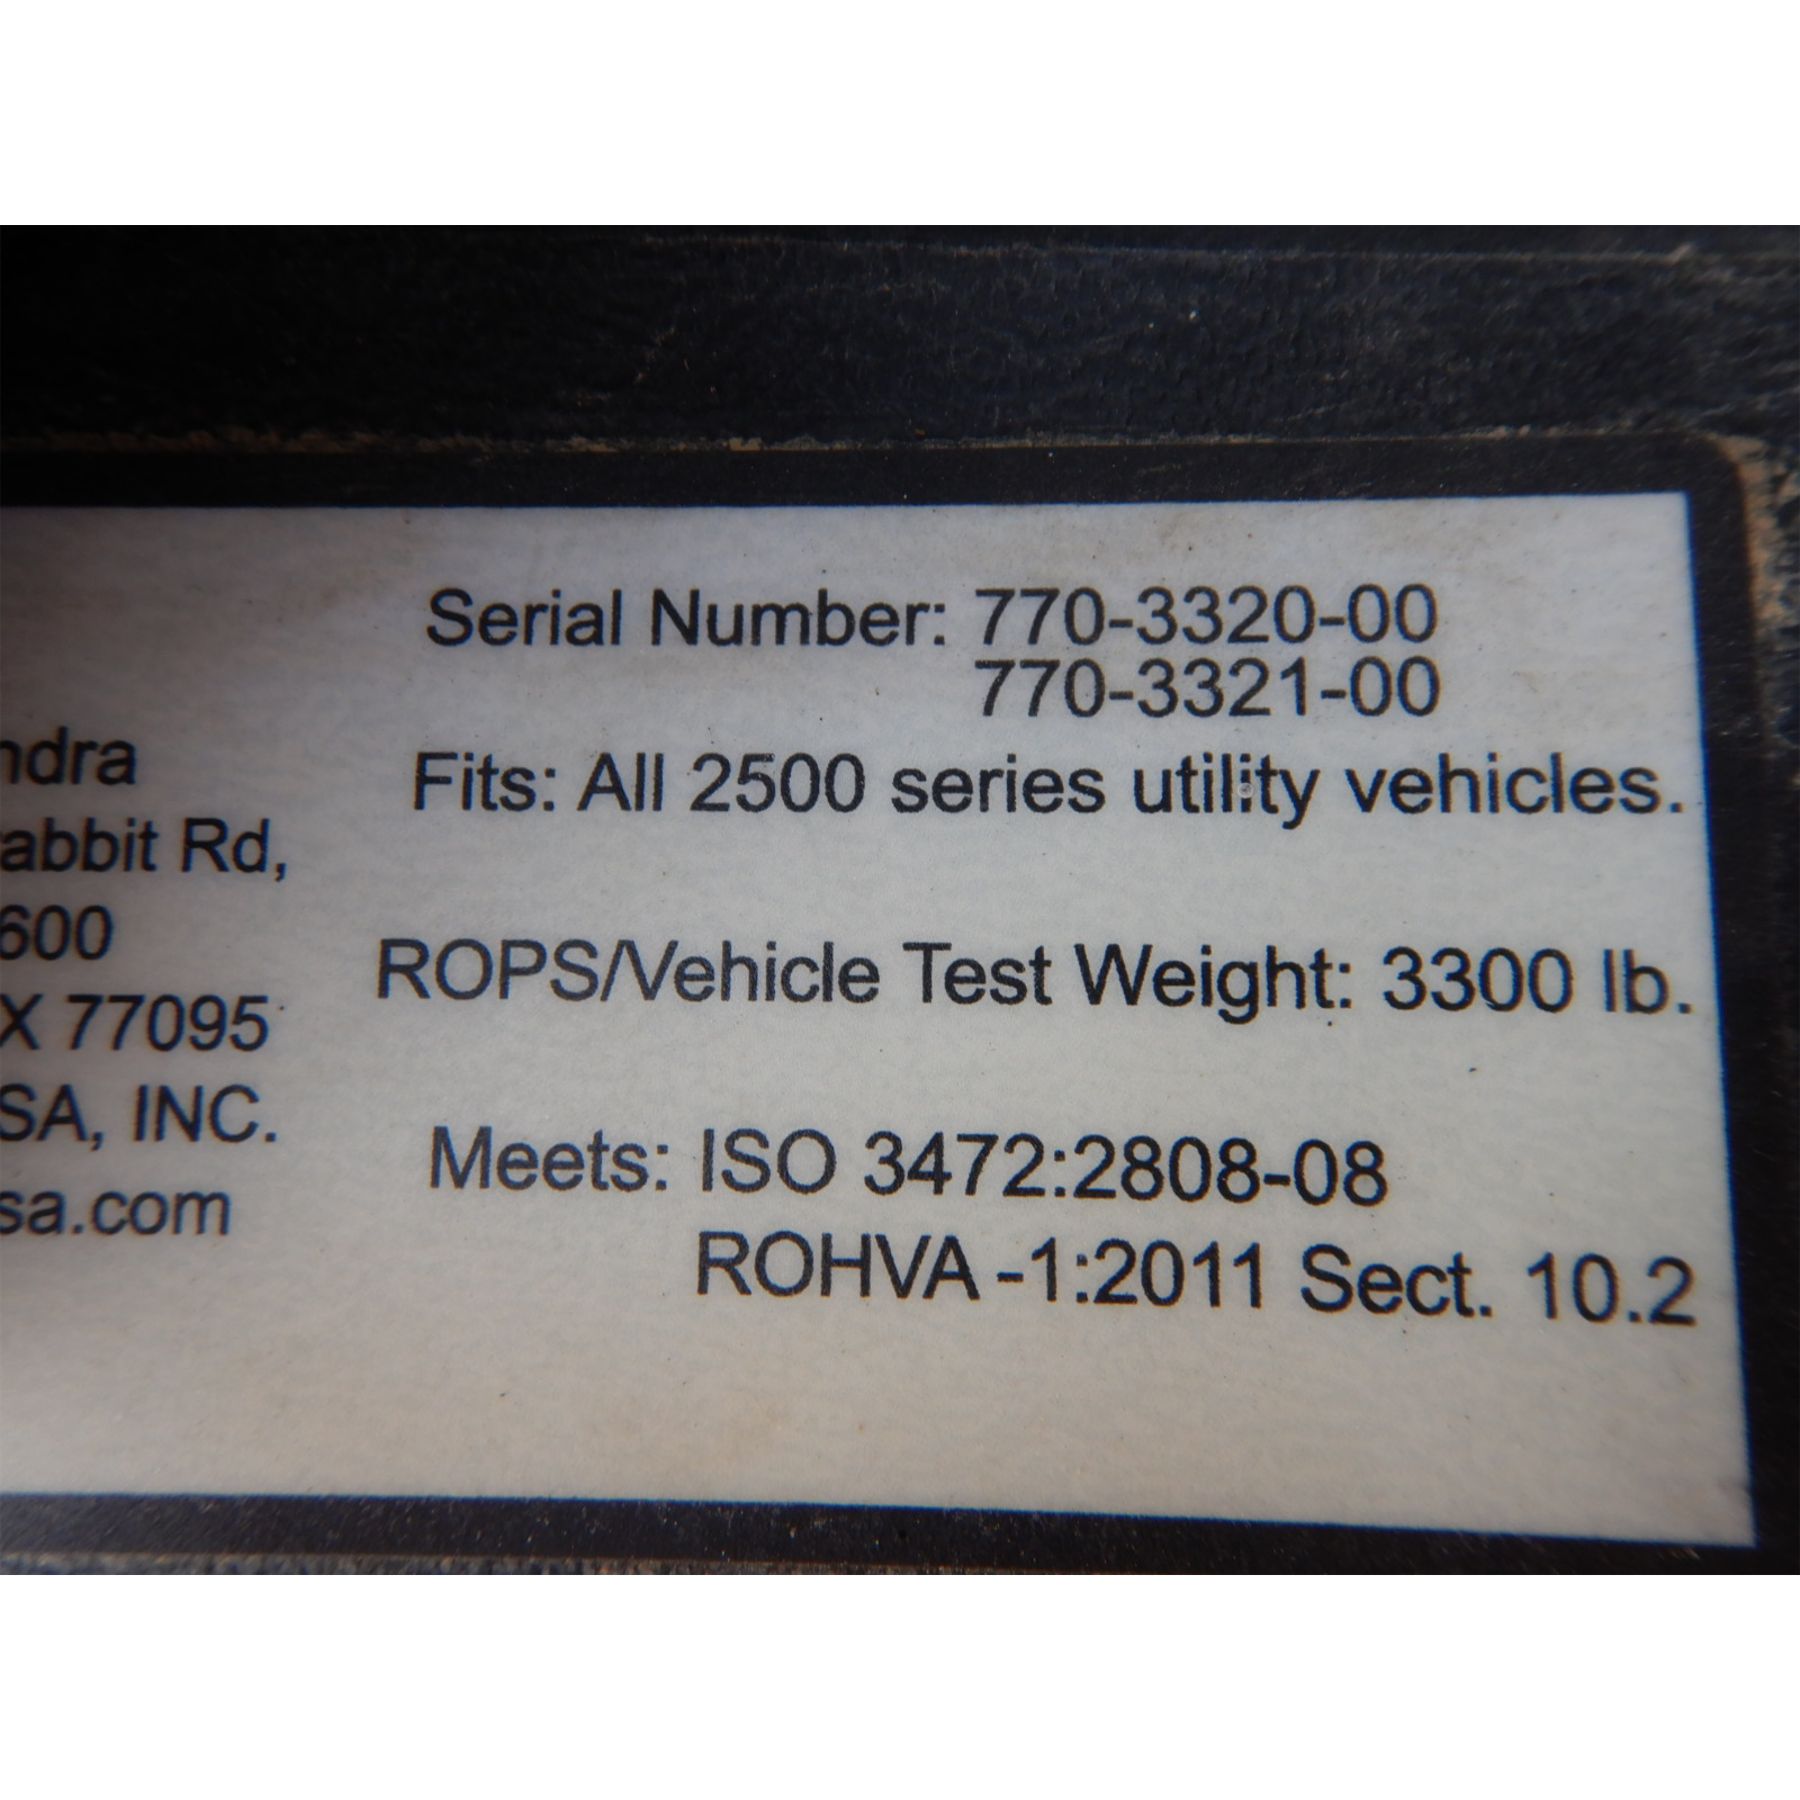 Serial Number: 770-3320-00
770-3321-00
Fits: All 2500 series utility vehicles.
ROPS/Vehicle Test Weight: 3300 lb.
Meets: ISO 3472:2808-08
ROHVA -1:2011 Sect. 10.2
ndra
abbit Rd,
600
X 77095
SA, INC.
sa.com